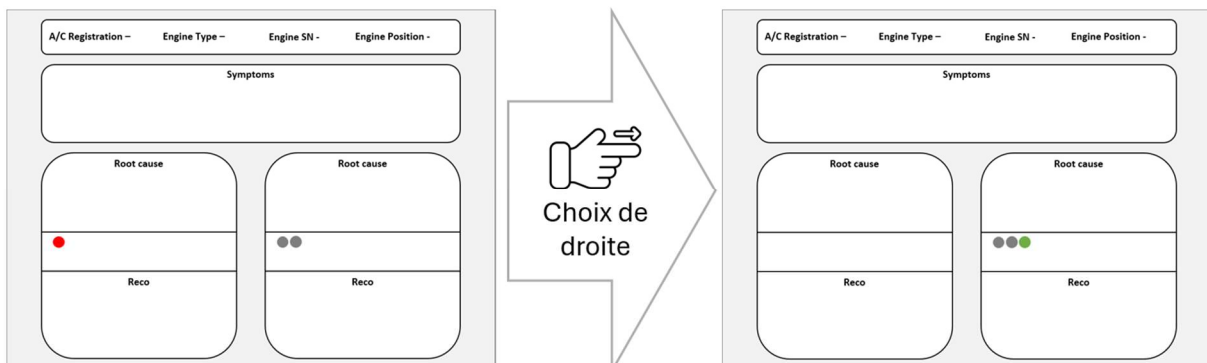 A/C Registration – Engine Type – Engine SN - Engine Position -
Symptoms
Root cause Root cause
Reco Reco
Choix de
droite
A/C Registration – Engine Type – Engine SN - Engine Position -
Symptoms
Root cause Root cause
Reco Reco